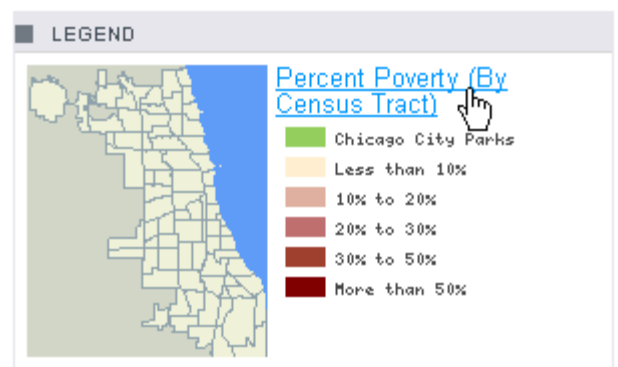 LEGEND
Percent Poverty (By
Census Tract)
Chicago City Parks
Less than 10%
10% to 20%
20% to 30%
30% to 50%
More than 50%